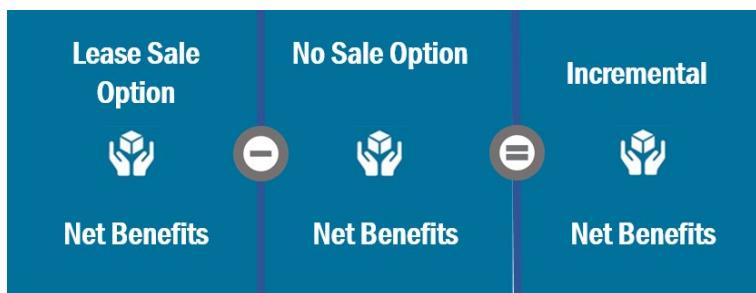 Lease Sale
Option
Net Benefits
−
No Sale Option
Net Benefits
=
Incremental
Net Benefits